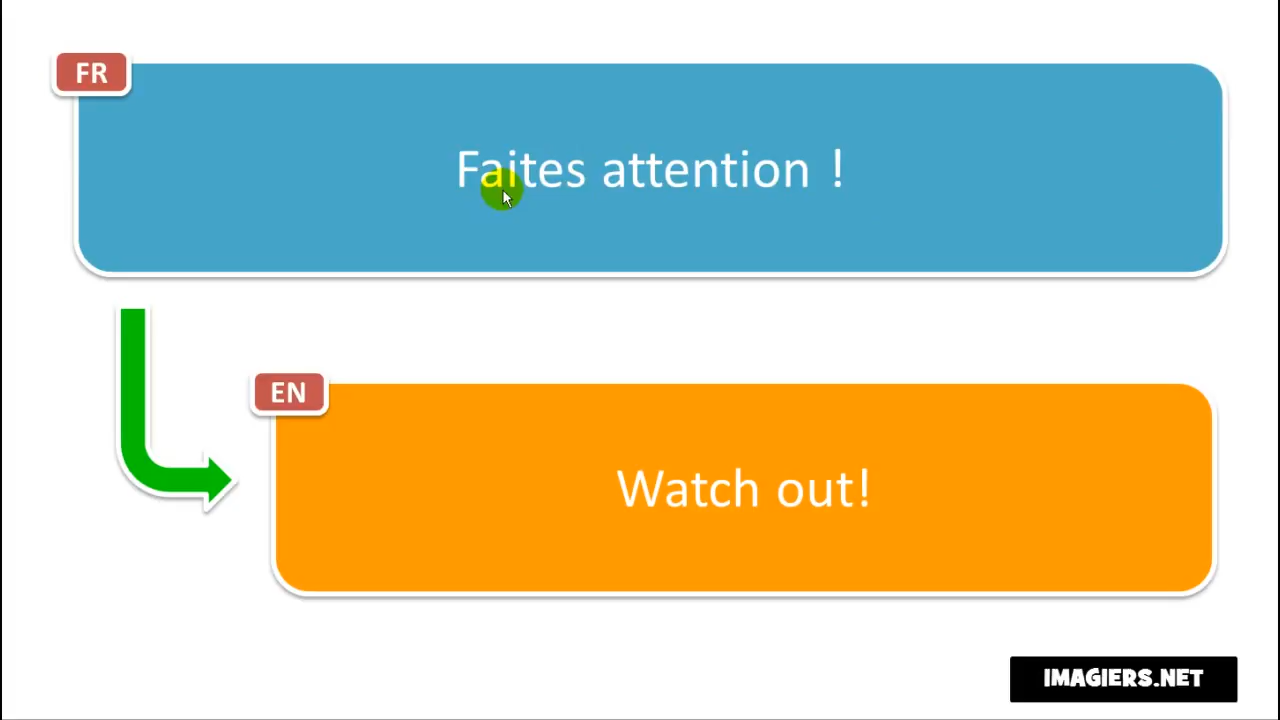 FR
Faites attention !
EN
Watch out!
IMAGIERS.NET